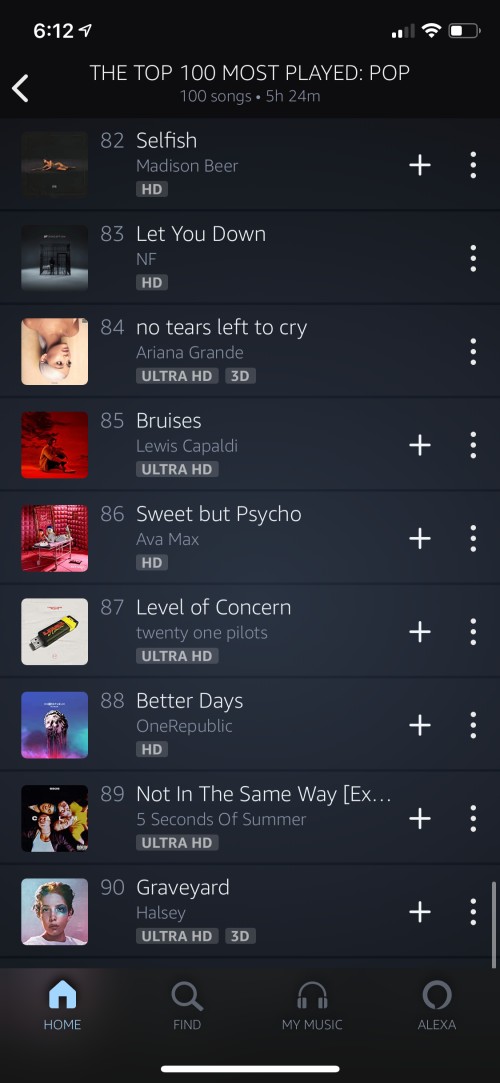 6:12
THE TOP 100 MOST PLAYED: POP
100 songs • 5h 24m
82 Selfish
Madison Beer
HD
83 Let You Down
NF
HD
84 no tears left to cry
Ariana Grande
ULTRA HD 3D
85 Bruises
Lewis Capaldi
ULTRA HD
86 Sweet but Psycho
Ava Max
HD
87 Level of Concern
twenty one pilots
ULTRA HD
88 Better Days
OneRepublic
HD
89 Not In The Same Way [Ex...
5 Seconds Of Summer
ULTRA HD
90 Graveyard
Halsey
ULTRA HD 3D
HOME FIND MY MUSIC ALEXA